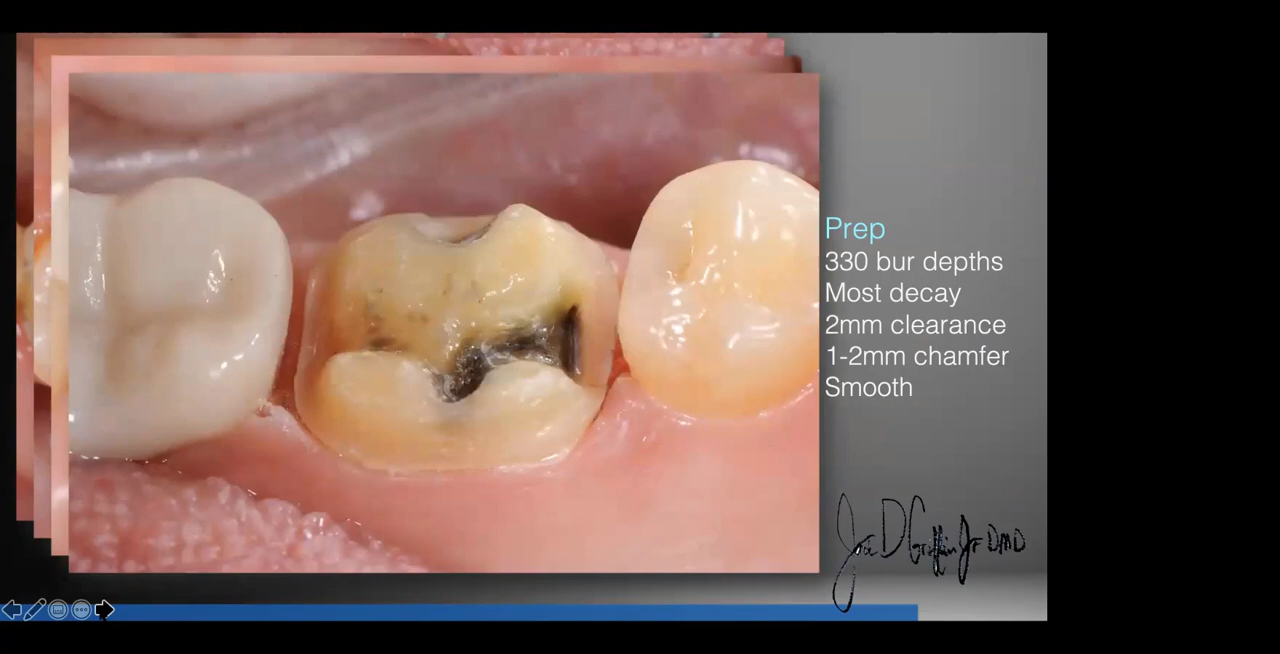 Prep
330 bur depths
Most decay
2mm clearance
1-2mm chamfer
Smooth